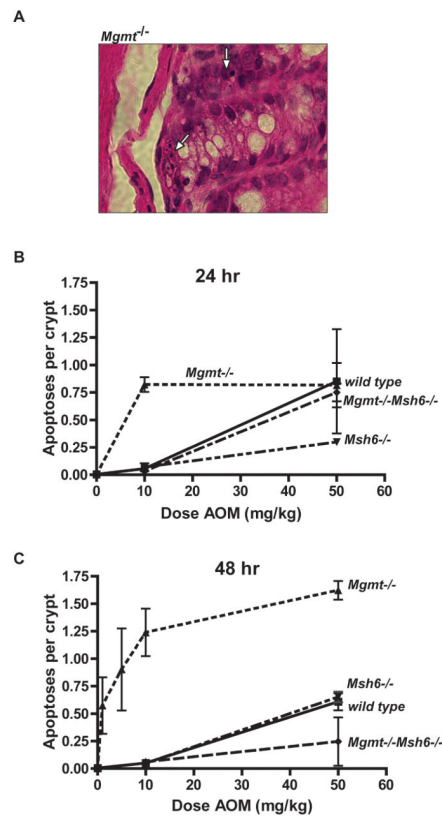 A
Mgmt-/-
B
24 hr
Apoptoses per crypt
1.75
1.50
1.25
1.00
0.75
0.50
0.25
0.00
Mgmt-/-
wild type
Mgmt-/-Msh6-/-
Msh6-/-
0 10 20 30 40 50 60
Dose AOM (mg/kg)
C
48 hr
Apoptoses per crypt
1.75
1.50
1.25
1.00
0.75
0.50
0.25
0.00
Mgmt-/-
Msh6-/-
wild type
Mgmt-/-Msh6-/-
0 10 20 30 40 50 60
Dose AOM (mg/kg)